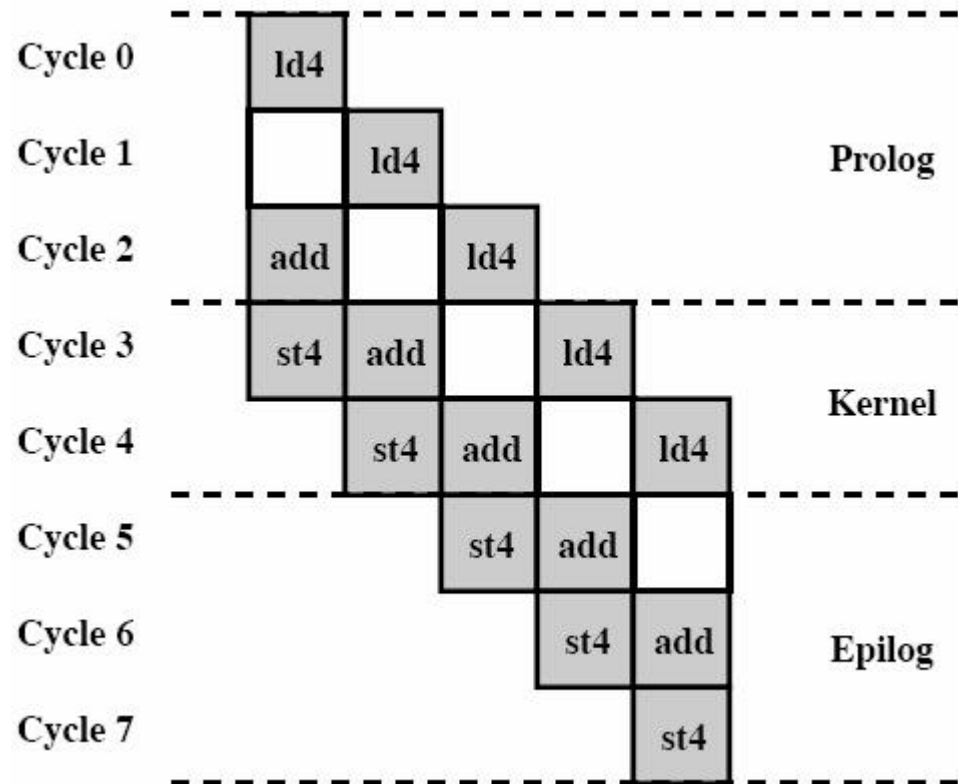 Cycle 0 ld4
Cycle 1 ld4 Prolog
Cycle 2 add ld4
Cycle 3 st4 add ld4
Kernel
Cycle 4 st4 add ld4
Cycle 5 st4 add
Cycle 6 st4 add Epilog
Cycle 7 st4